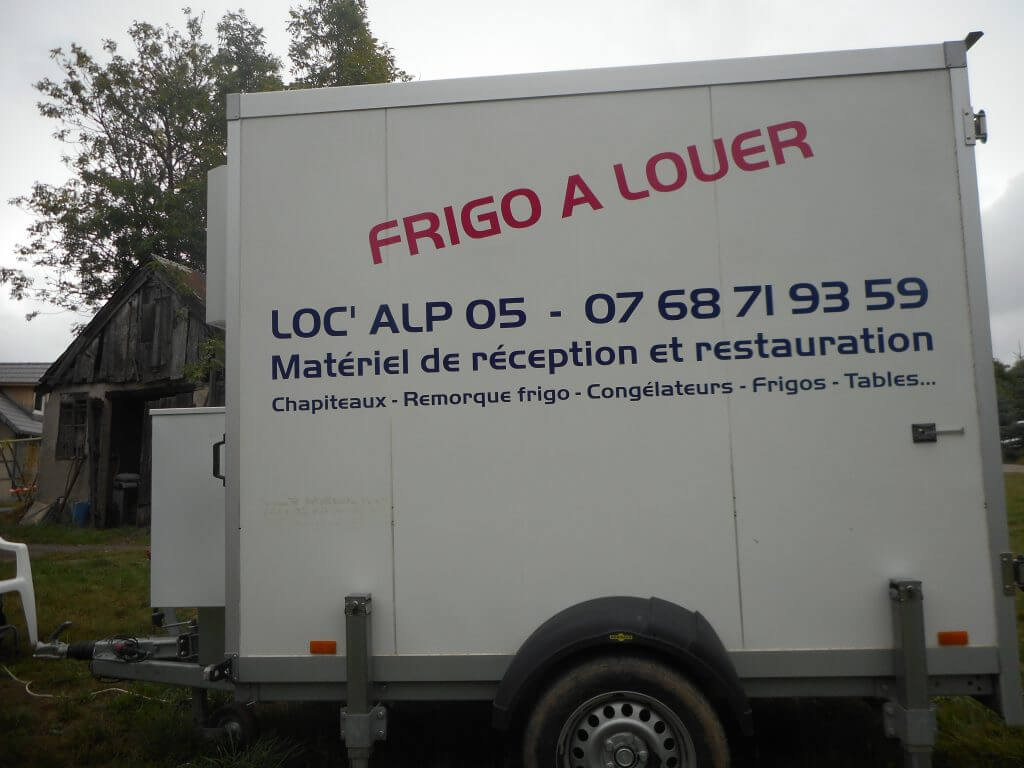 FRIGO A LOUER
LOC' ALP 05 - 07 68 71 93 59
Matériel de réception et restauration
Chapiteaux - Remorque frigo - Congélateurs - Frigos - Tables...